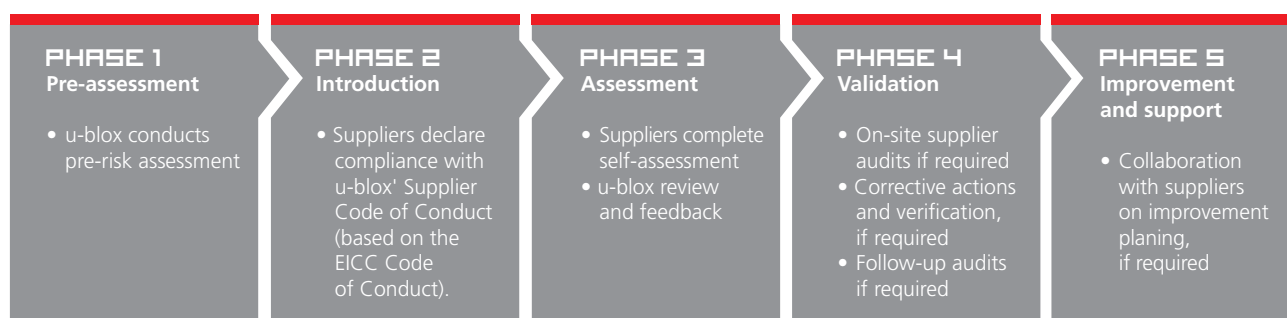 PHASE 1
Pre-assessment
• u-blox conducts
pre-risk assessment
PHASE 2
Introduction
• Suppliers declare
compliance with
u-blox' Supplier
Code of Conduct
(based on the
EICC Code
of Conduct).
PHASE 3
Assessment
• Suppliers complete
self-assessment
• u-blox review
and feedback
PHASE 4
Validation
• On-site supplier
audits if required
• Corrective actions
and verification,
if required
• Follow-up audits
if required
PHASE 5
Improvement
and support
• Collaboration
with suppliers
on improvement
planing,
if required